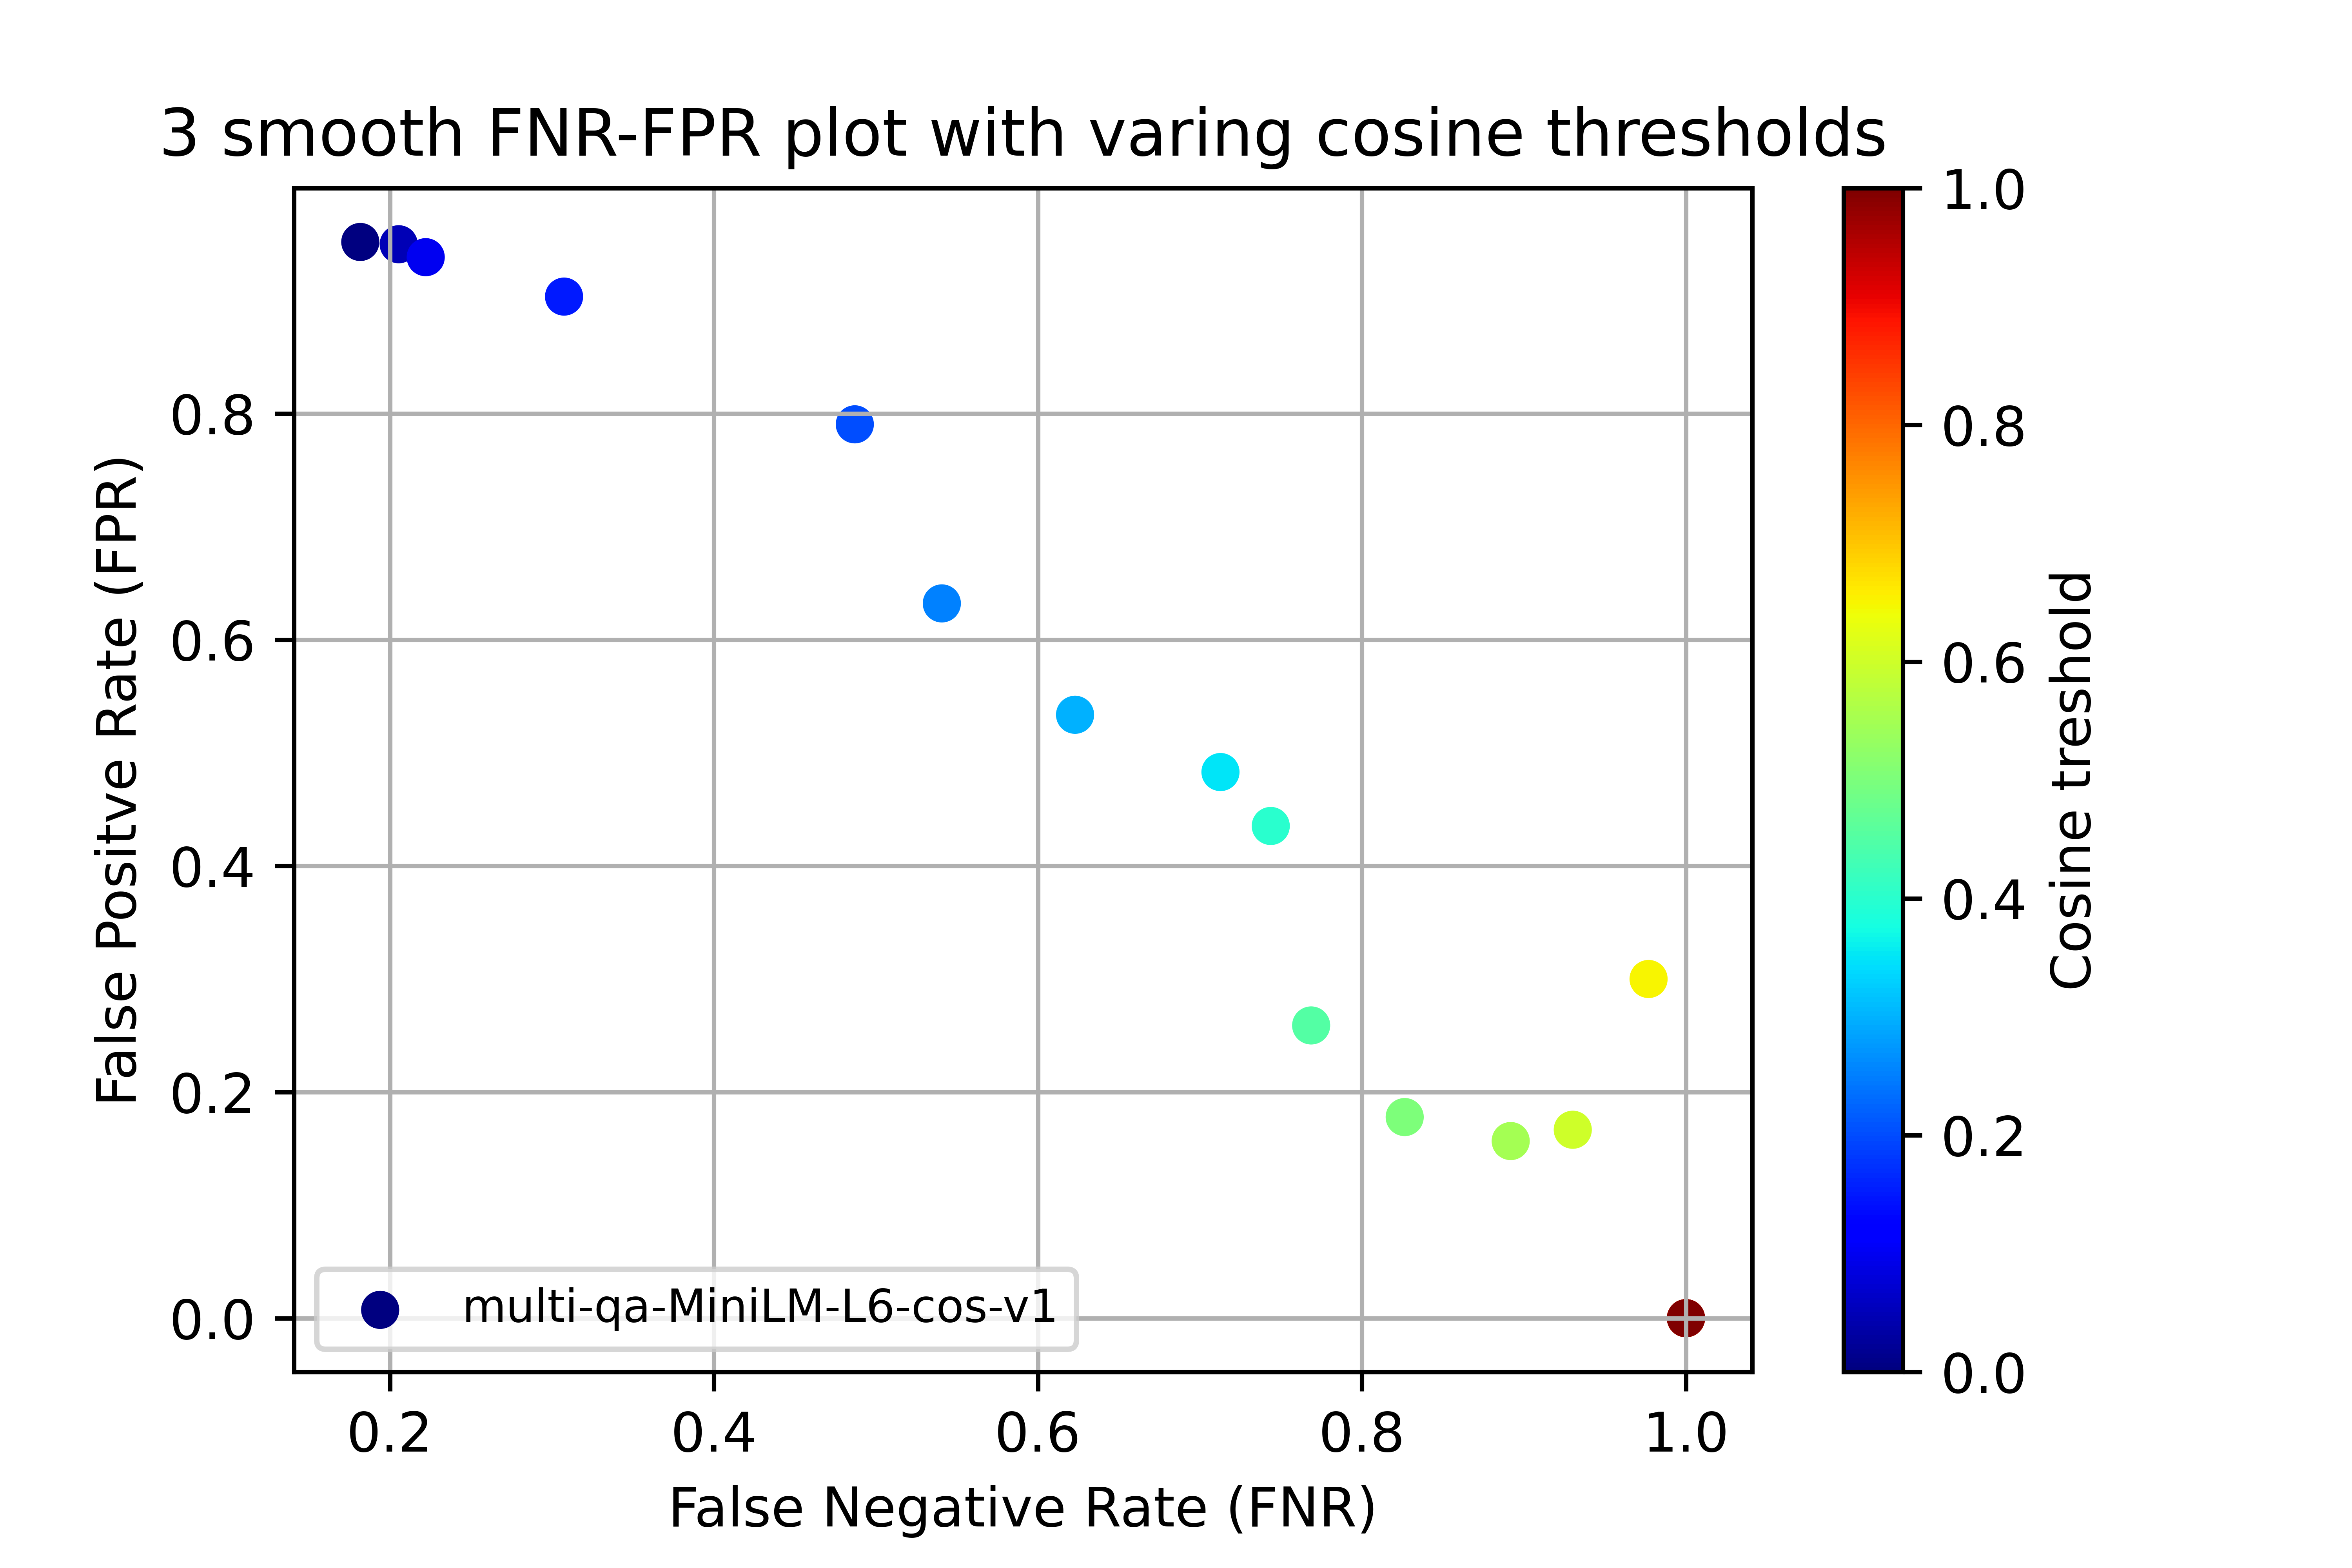 3 smooth FNR-FPR plot with varing cosine thresholds
1.0
0.8
0.6
0.4
0.2
0.0
Cosine treshold
0.8
0.6
0.4
0.2
0.0
False Positve Rate (FPR)
multi-qa-MiniLM-L6-cos-v1
0.2 0.4 0.6 0.8 1.0
False Negative Rate (FNR)